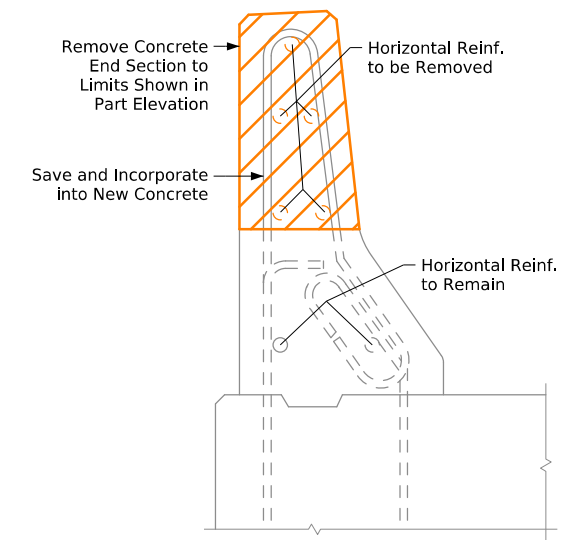 Remove Concrete
End Section to
Limits Shown in
Part Elevation
Horizontal Reinf.
to be Removed
Save and Incorporate
into New Concrete
Horizontal Reinf.
to Remain